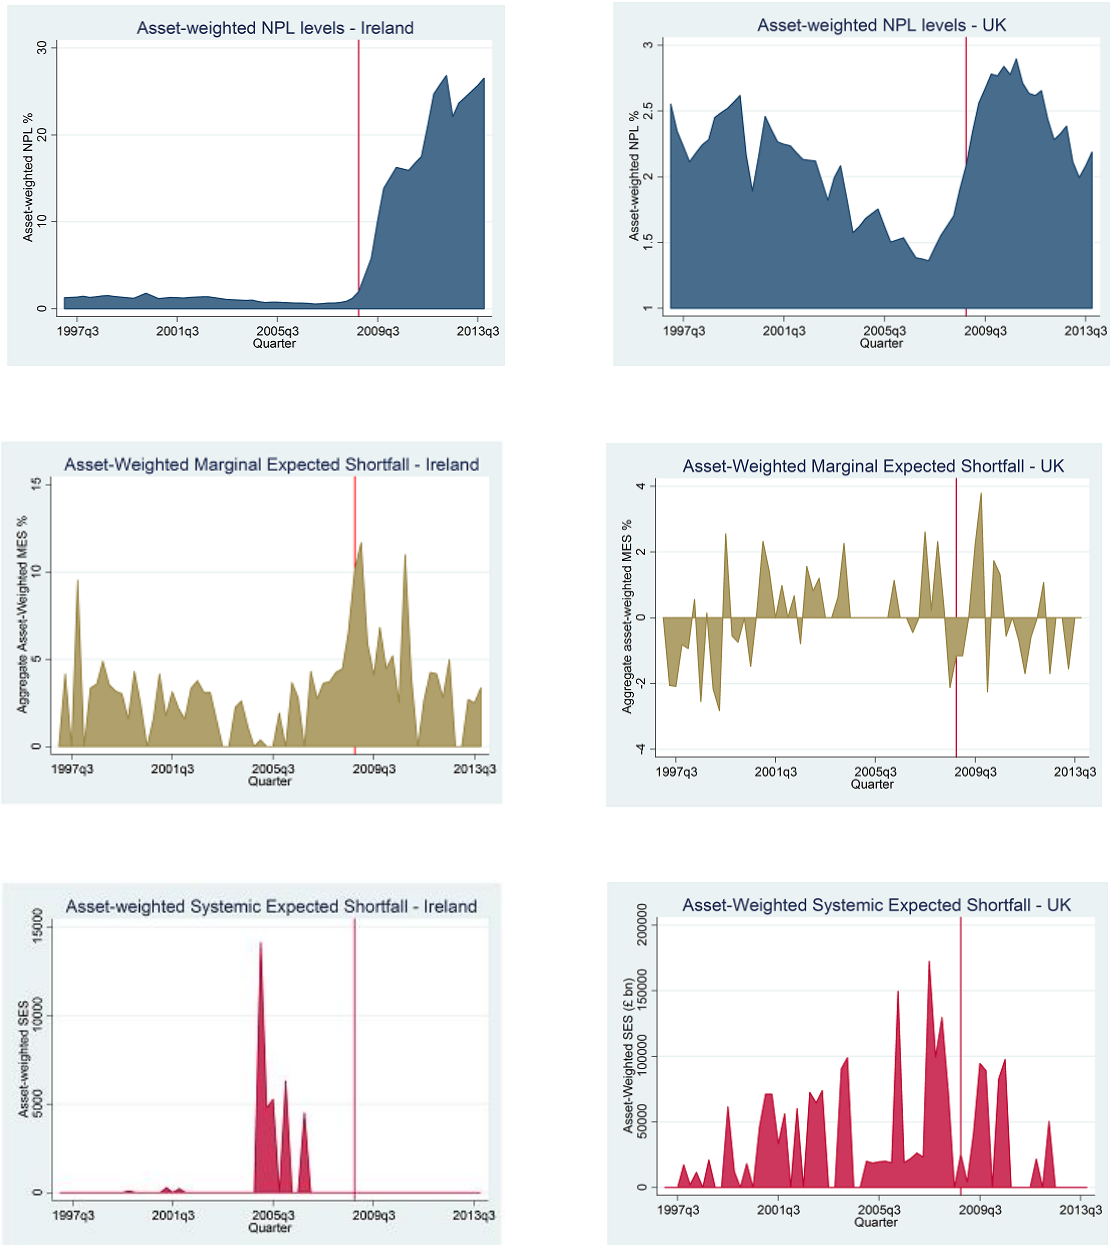 Asset-weighted NPL levels - Ireland
Asset-weighted NPL %
30
20
10
0
1997q3 2001q3 2005q3 2009q3 2013q3
Quarter
Asset-weighted NPL levels - UK
Asset-weighted NPL %
3
2.5
2
1.5
1
1997q3 2001q3 2005q3 2009q3 2013q3
Quarter
Asset-Weighted Marginal Expected Shortfall - Ireland
Aggregate Asset-Weighted MES %
15
10
5
0
1997q3 2001q3 2005q3 2009q3 2013q3
Quarter
Asset-Weighted Marginal Expected Shortfall - UK
Aggregate asset-weighted MES %
4
2
0
-2
-4
1997q3 2001q3 2005q3 2009q3 2013q3
Quarter
Asset-weighted Systemic Expected Shortfall - Ireland
Asset-weighted SES
15000
10000
5000
0
1997q3 2001q3 2005q3 2009q3 2013q3
Quarter
Asset-Weighted Systemic Expected Shortfall - UK
Asset-Weighted SES (£ bn)
200000
150000
100000
50000
0
1997q3 2001q3 2005q3 2009q3 2013q3
Quarter